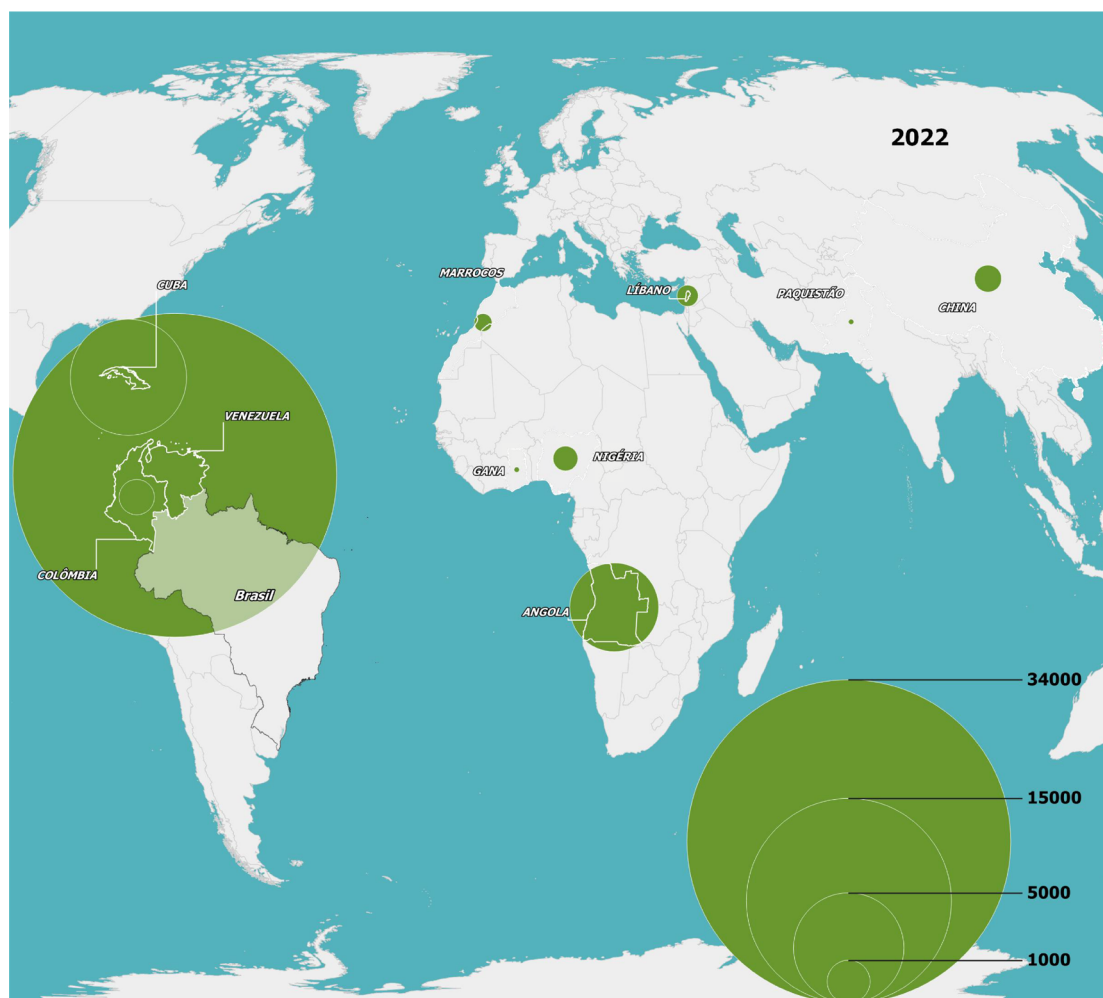 2022
MARROCOS
CUBA
LÍBANO
PAQUISTÃO
CHINA
VENEZUELA
NIGÉRIA
GANA
COLÔMBIA
Brasil
ANGOLA
34000
15000
5000
1000